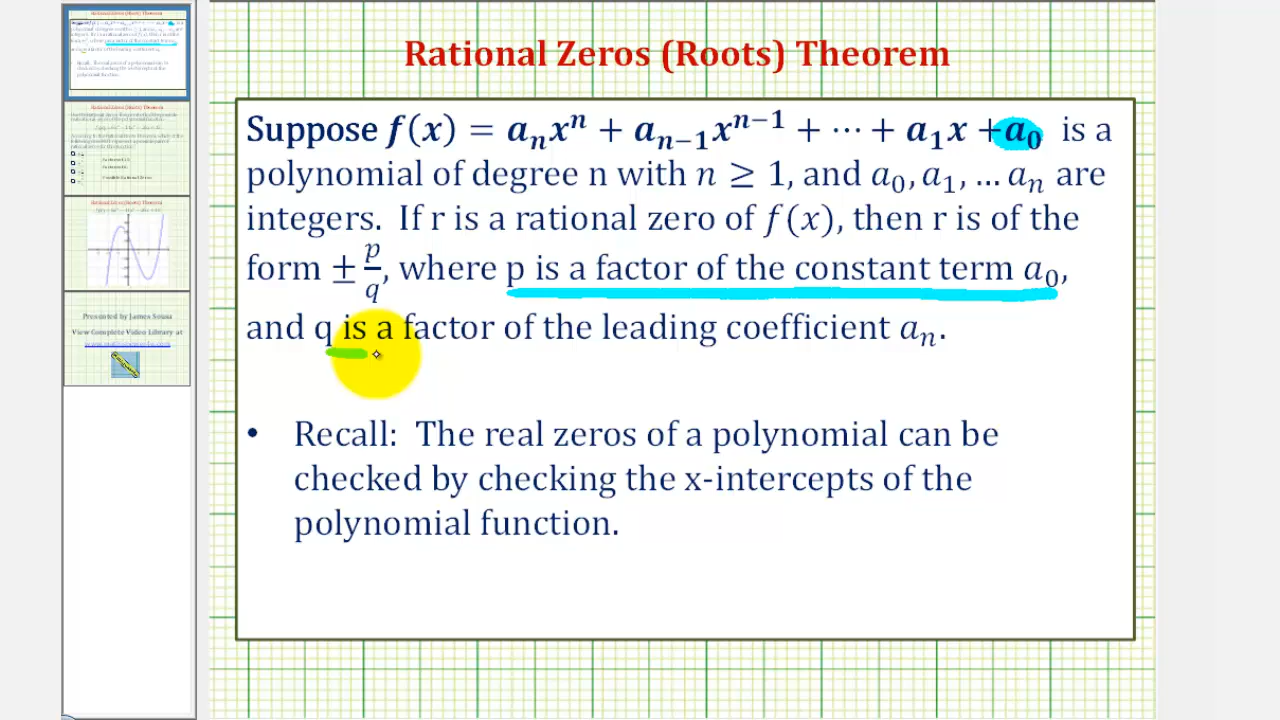 Rational Zeros (Roots) Theorem
Suppose f(x) = aₙxⁿ + aₙ₋₁xⁿ⁻¹ + ⋯ + a₁x + a₀ is a
polynomial of degree n with n ≥ 1, and a₀, a₁, … aₙ are
integers. If r is a rational zero of f(x), then r is of the
form ± p/q, where p is a factor of the constant term a₀,
and q is a factor of the leading coefficient aₙ.
• Recall: The real zeros of a polynomial can be
checked by checking the x-intercepts of the
polynomial function.
Rational Zeros (Roots) Theorem
Rational Zeros (Roots) Theorem
Rational Zeros (Roots) Theorem
Presented by James Sousa
View Complete Video Library at